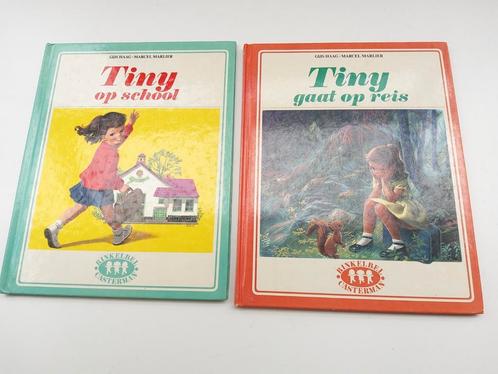 GIJS HAAG - MARCEL MARLIER
Tiny
op school
RINKELBEL
CASTERMAN
GIJS HAAG - MARCEL MARLIER
Tiny
gaat op reis
RINKELBEL
CASTERMAN